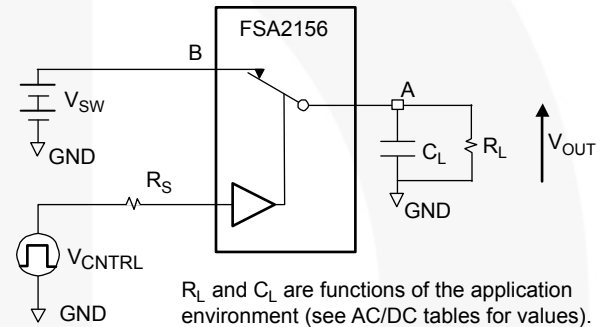 FSA2156
B
A
V_SW
GND
C_L
R_L
V_OUT
GND
R_S
V_CNTRL
GND
R_L and C_L are functions of the application
environment (see AC/DC tables for values).